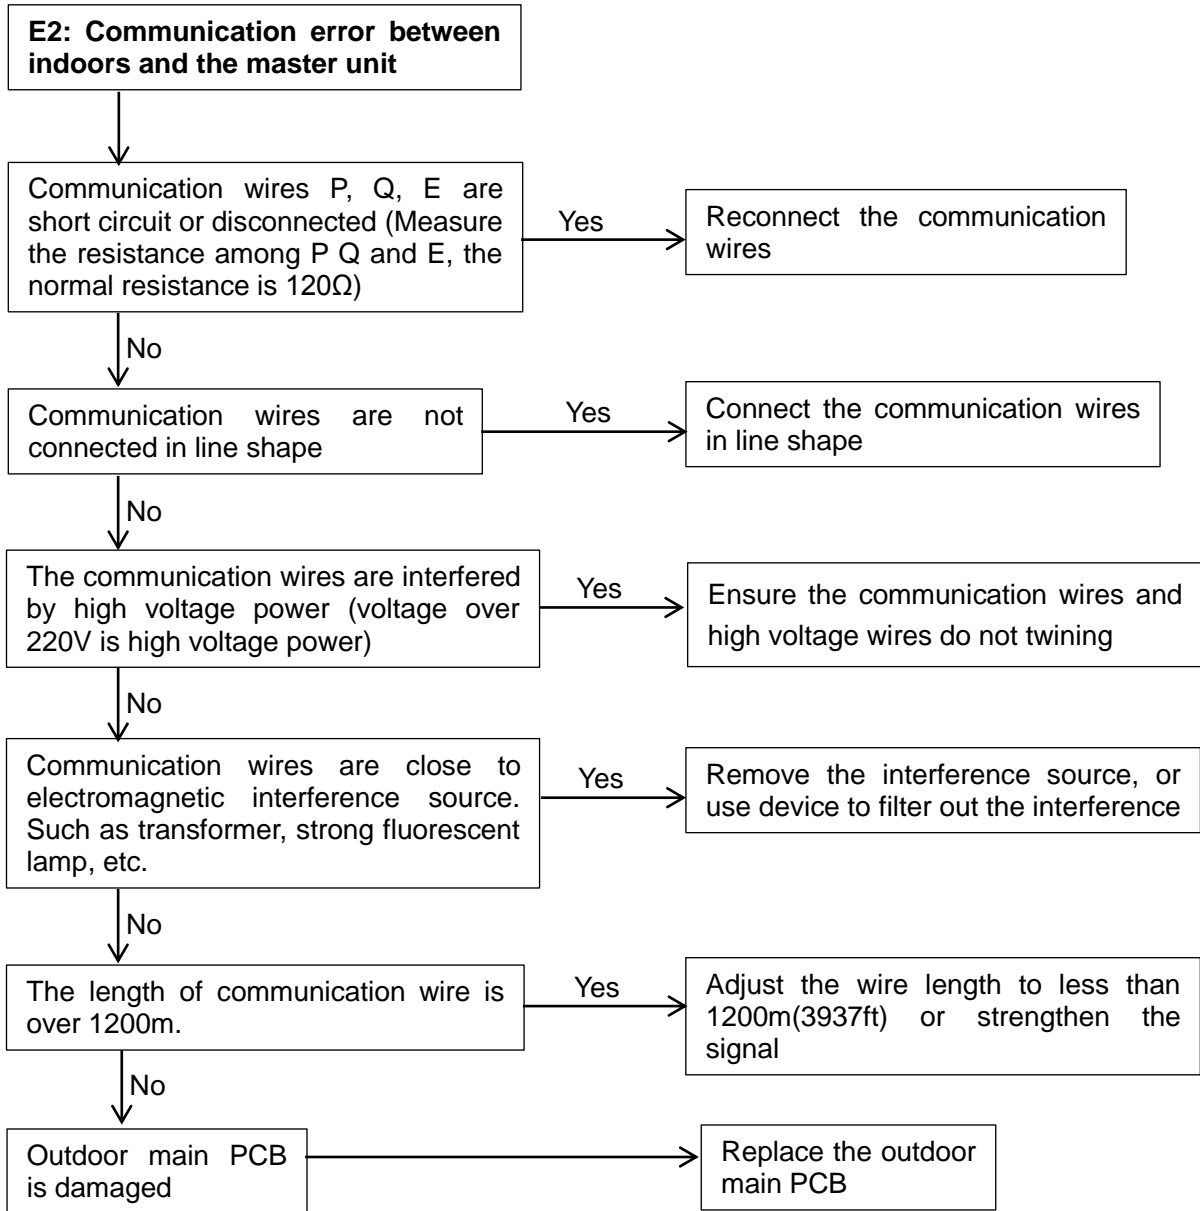 E2: Communication error between
indoors and the master unit
Communication wires P, Q, E are
short circuit or disconnected (Measure
the resistance among P Q and E, the
normal resistance is 120Ω)
Yes
Reconnect the communication
wires
No
Communication wires are not
connected in line shape
Yes
Connect the communication wires
in line shape
No
The communication wires are interfered
by high voltage power (voltage over
220V is high voltage power)
Yes
Ensure the communication wires and
high voltage wires do not twining
No
Communication wires are close to
electromagnetic interference source.
Such as transformer, strong fluorescent
lamp, etc.
Yes
Remove the interference source, or
use device to filter out the interference
No
The length of communication wire is
over 1200m.
Yes
Adjust the wire length to less than
1200m(3937ft) or strengthen the
signal
No
Outdoor main PCB
is damaged
Replace the outdoor
main PCB